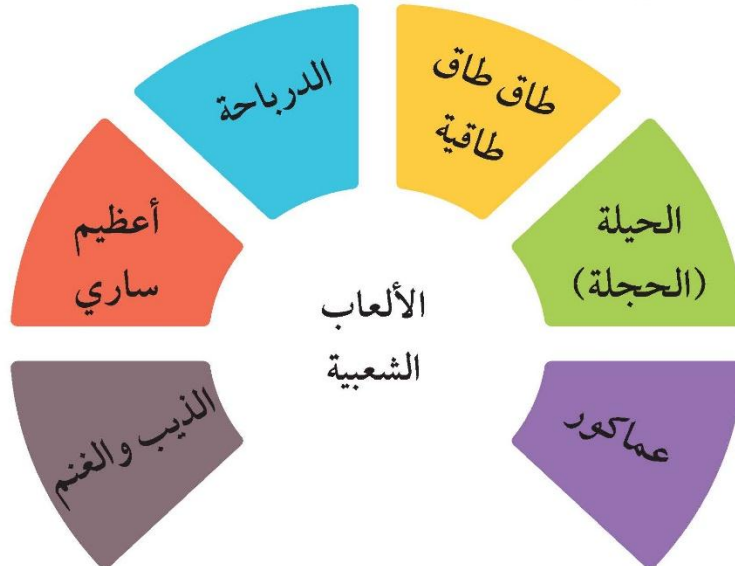 الألعاب
الشعبية
عماكور
الحيلة
(الحجلة)
طاق طاق
طاقية
الدرباحة
أعظيم
ساري
الذيب والغنم